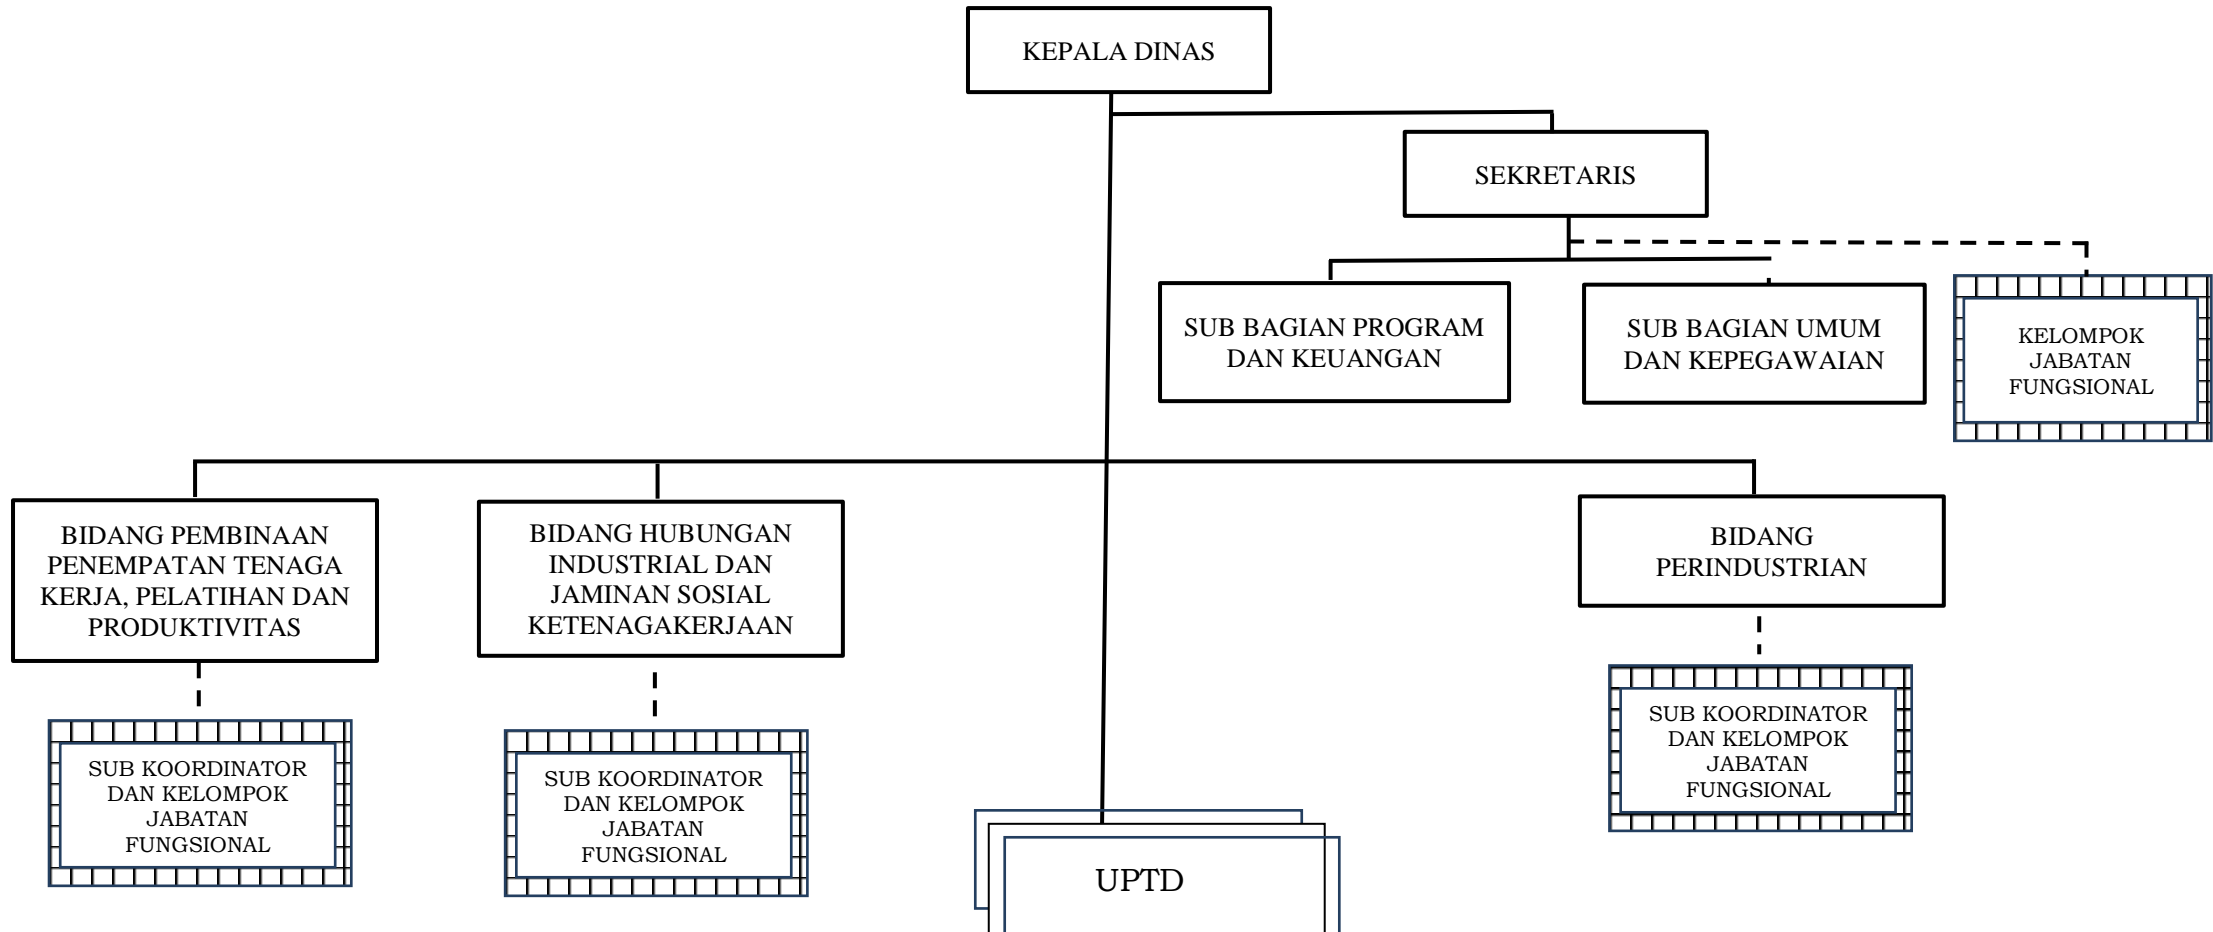 KEPALA DINAS
SEKRETARIS
SUB BAGIAN PROGRAM
DAN KEUANGAN
SUB BAGIAN UMUM
DAN KEPEGAWAIAN
KELOMPOK
JABATAN
FUNGSIONAL
BIDANG PEMBINAAN
PENEMPATAN TENAGA
KERJA, PELATIHAN DAN
PRODUKTIVITAS
BIDANG HUBUNGAN
INDUSTRIAL DAN
JAMINAN SOSIAL
KETENAGAKERJAAN
BIDANG
PERINDUSTRIAN
SUB KOORDINATOR
DAN KELOMPOK
JABATAN
FUNGSIONAL
SUB KOORDINATOR
DAN KELOMPOK
JABATAN
FUNGSIONAL
SUB KOORDINATOR
DAN KELOMPOK
JABATAN
FUNGSIONAL
UPTD